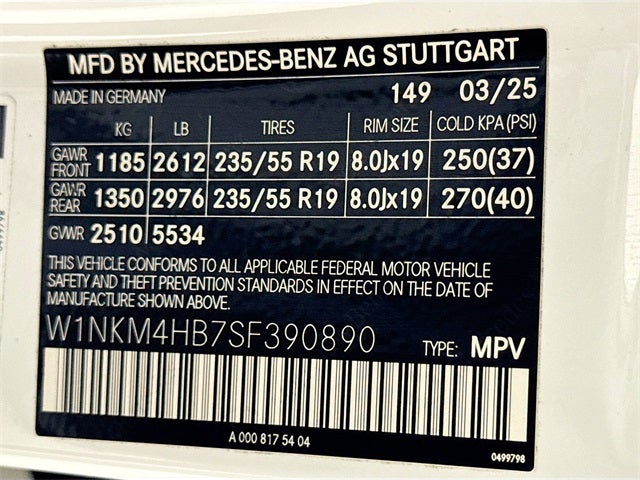 MFD BY MERCEDES-BENZ AG STUTTGART
MADE IN GERMANY 149 03/25
KG LB TIRES RIM SIZE COLD KPA (PSI)
GAWR FRONT 1185 2612 235/55 R19 8.0Jx19 250(37)
GAWR REAR 1350 2976 235/55 R19 8.0Jx19 270(40)
GVWR 2510 5534
THIS VEHICLE CONFORMS TO ALL APPLICABLE FEDERAL MOTOR VEHICLE
SAFETY AND THEFT PREVENTION STANDARDS IN EFFECT ON THE DATE OF
MANUFACTURE SHOWN ABOVE.
W1NKM4HB7SF390890 TYPE: MPV
A 000 817 54 04
0499798
0499798